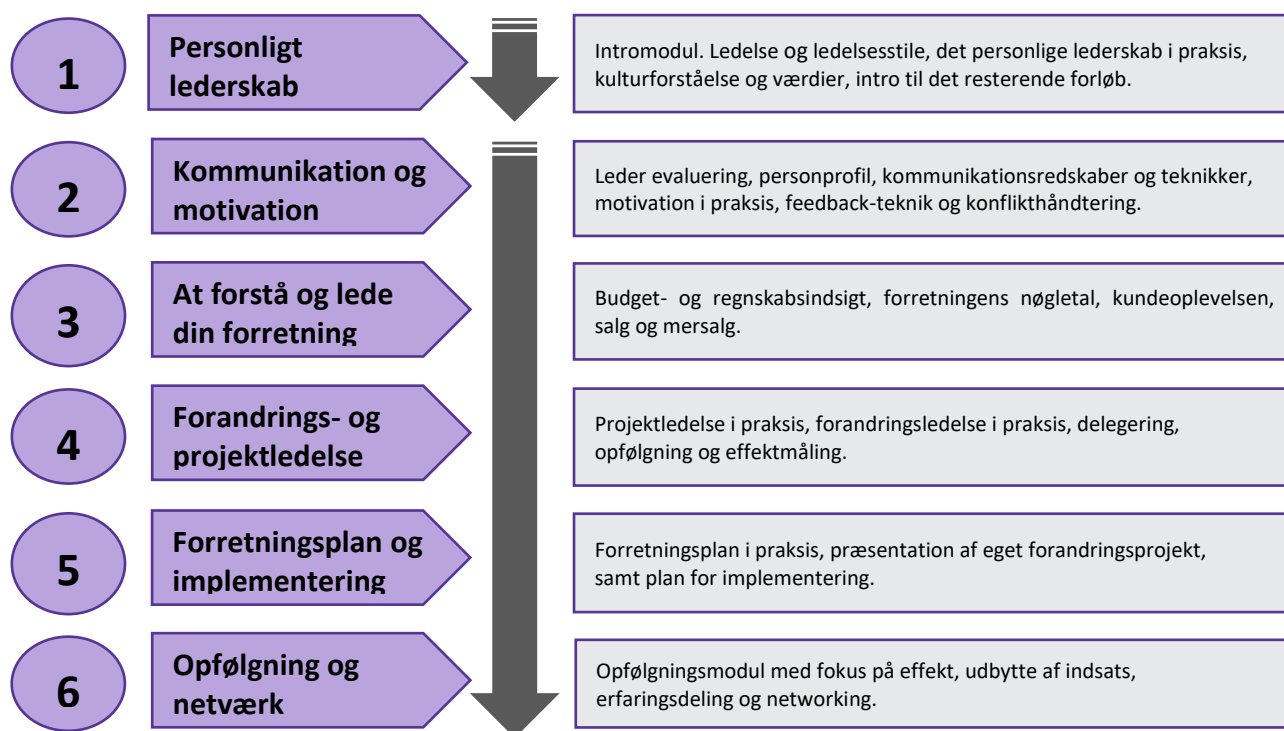 1
Personligt
lederskab
Intromodul. Ledelse og ledelsesstile, det personlige lederskab i praksis,
kulturforståelse og værdier, intro til det resterende forløb.
2
Kommunikation og
motivation
Leder evaluering, personprofil, kommunikationsredskaber og teknikker,
motivation i praksis, feedback-teknik og konflikthåndtering.
3
At forstå og lede
din forretning
Budget- og regnskabsindsigt, forretningens nøgletal, kundeoplevelsen,
salg og mersalg.
4
Forandrings- og
projektledelse
Projektledelse i praksis, forandringsledelse i praksis, delegering,
opfølgning og effektmåling.
5
Forretningsplan og
implementering
Forretningsplan i praksis, præsentation af eget forandringsprojekt,
samt plan for implementering.
6
Opfølgning og
netværk
Opfølgningsmodul med fokus på effekt, udbytte af indsats,
erfaringsdeling og networking.